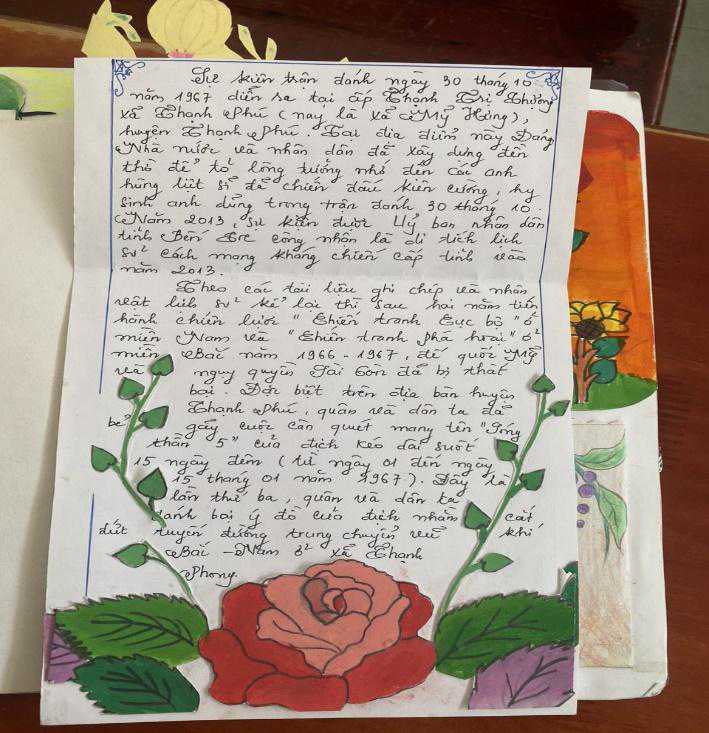 Sự kiện trận đánh ngày 30 tháng 10
năm 1967 diễn ra tại ấp Thạnh Trị Thượng
xã Thạnh Phú (nay là xã Mỹ Hưng),
huyện Thạnh Phú. Tại địa điểm này Đảng
Nhà nước và nhân dân đã xây dựng đền
thờ để tỏ lòng tưởng nhớ đến các anh
hùng liệt sĩ đã chiến đấu kiên cường, hy
sinh anh dũng trong trận đánh 30 tháng 10.
Năm 2013, sự kiện được Uỷ ban nhân dân
tỉnh Bến Tre công nhận là di tích lịch
sử cách mạng kháng chiến cấp tỉnh vào
năm 2013.
Theo các tài liệu ghi chép và nhân
vật lịch sử kể lại thì sau hai năm tiến
hành chiến lược "Chiến tranh Cục bộ" ở
miền Nam và "Chiến tranh phá hoại" ở
miền Bắc năm 1966 - 1967, đế quốc Mỹ
và nguỵ quyền Sài Gòn đã bị thất
bại. Đặc biệt trên địa bàn huyện
Thạnh Phú, quân và dân ta đã
bẻ gãy cuộc càn quét mang tên "Sóng
thần 5" của địch kéo dài suốt
15 ngày đêm (từ ngày 01 đến ngày
15 tháng 01 năm 1967). Đây là
lần thứ ba, quân và dân ta
đánh bại ý đồ của địch nhằm cắt
đứt tuyến đường trung chuyển vũ khí
Bắc - Nam ở xã Thạnh
Phong.